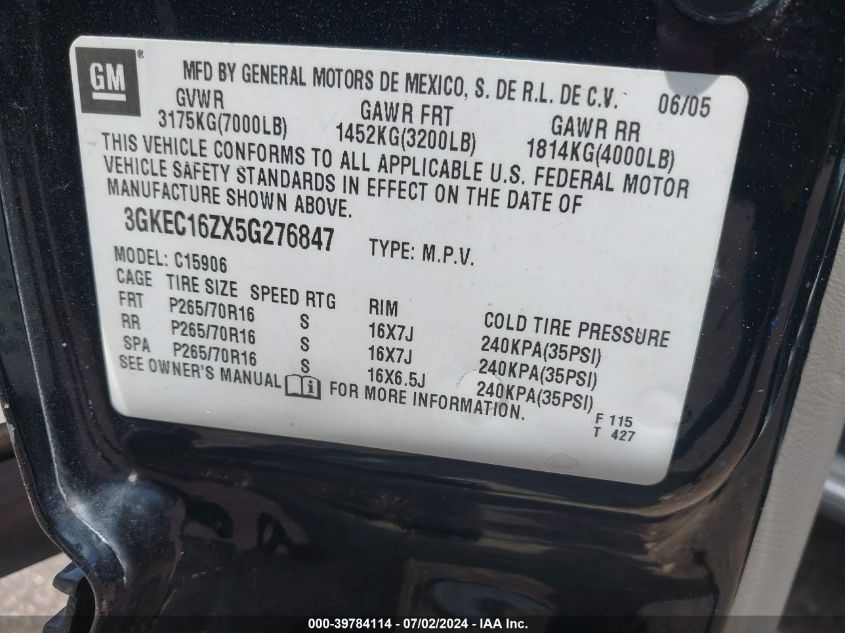 GM ®
MFD BY GENERAL MOTORS DE MEXICO, S. DE R.L. DE C.V. 06/05
GVWR GAWR FRT GAWR RR
3175KG(7000LB) 1452KG(3200LB) 1814KG(4000LB)
THIS VEHICLE CONFORMS TO ALL APPLICABLE U.S. FEDERAL MOTOR
VEHICLE SAFETY STANDARDS IN EFFECT ON THE DATE OF
MANUFACTURE SHOWN ABOVE.
3GKEC16ZX5G276847 TYPE: M.P.V.
MODEL: C15906
CAGE TIRE SIZE SPEED RTG RIM COLD TIRE PRESSURE
FRT P265/70R16 S 16X7J 240KPA(35PSI)
RR P265/70R16 S 16X7J 240KPA(35PSI)
SPA P265/70R16 S 16X6.5J 240KPA(35PSI)
SEE OWNER'S MANUAL FOR MORE INFORMATION.
F 115
T 427
000-39784114 - 07/02/2024 - IAA Inc.